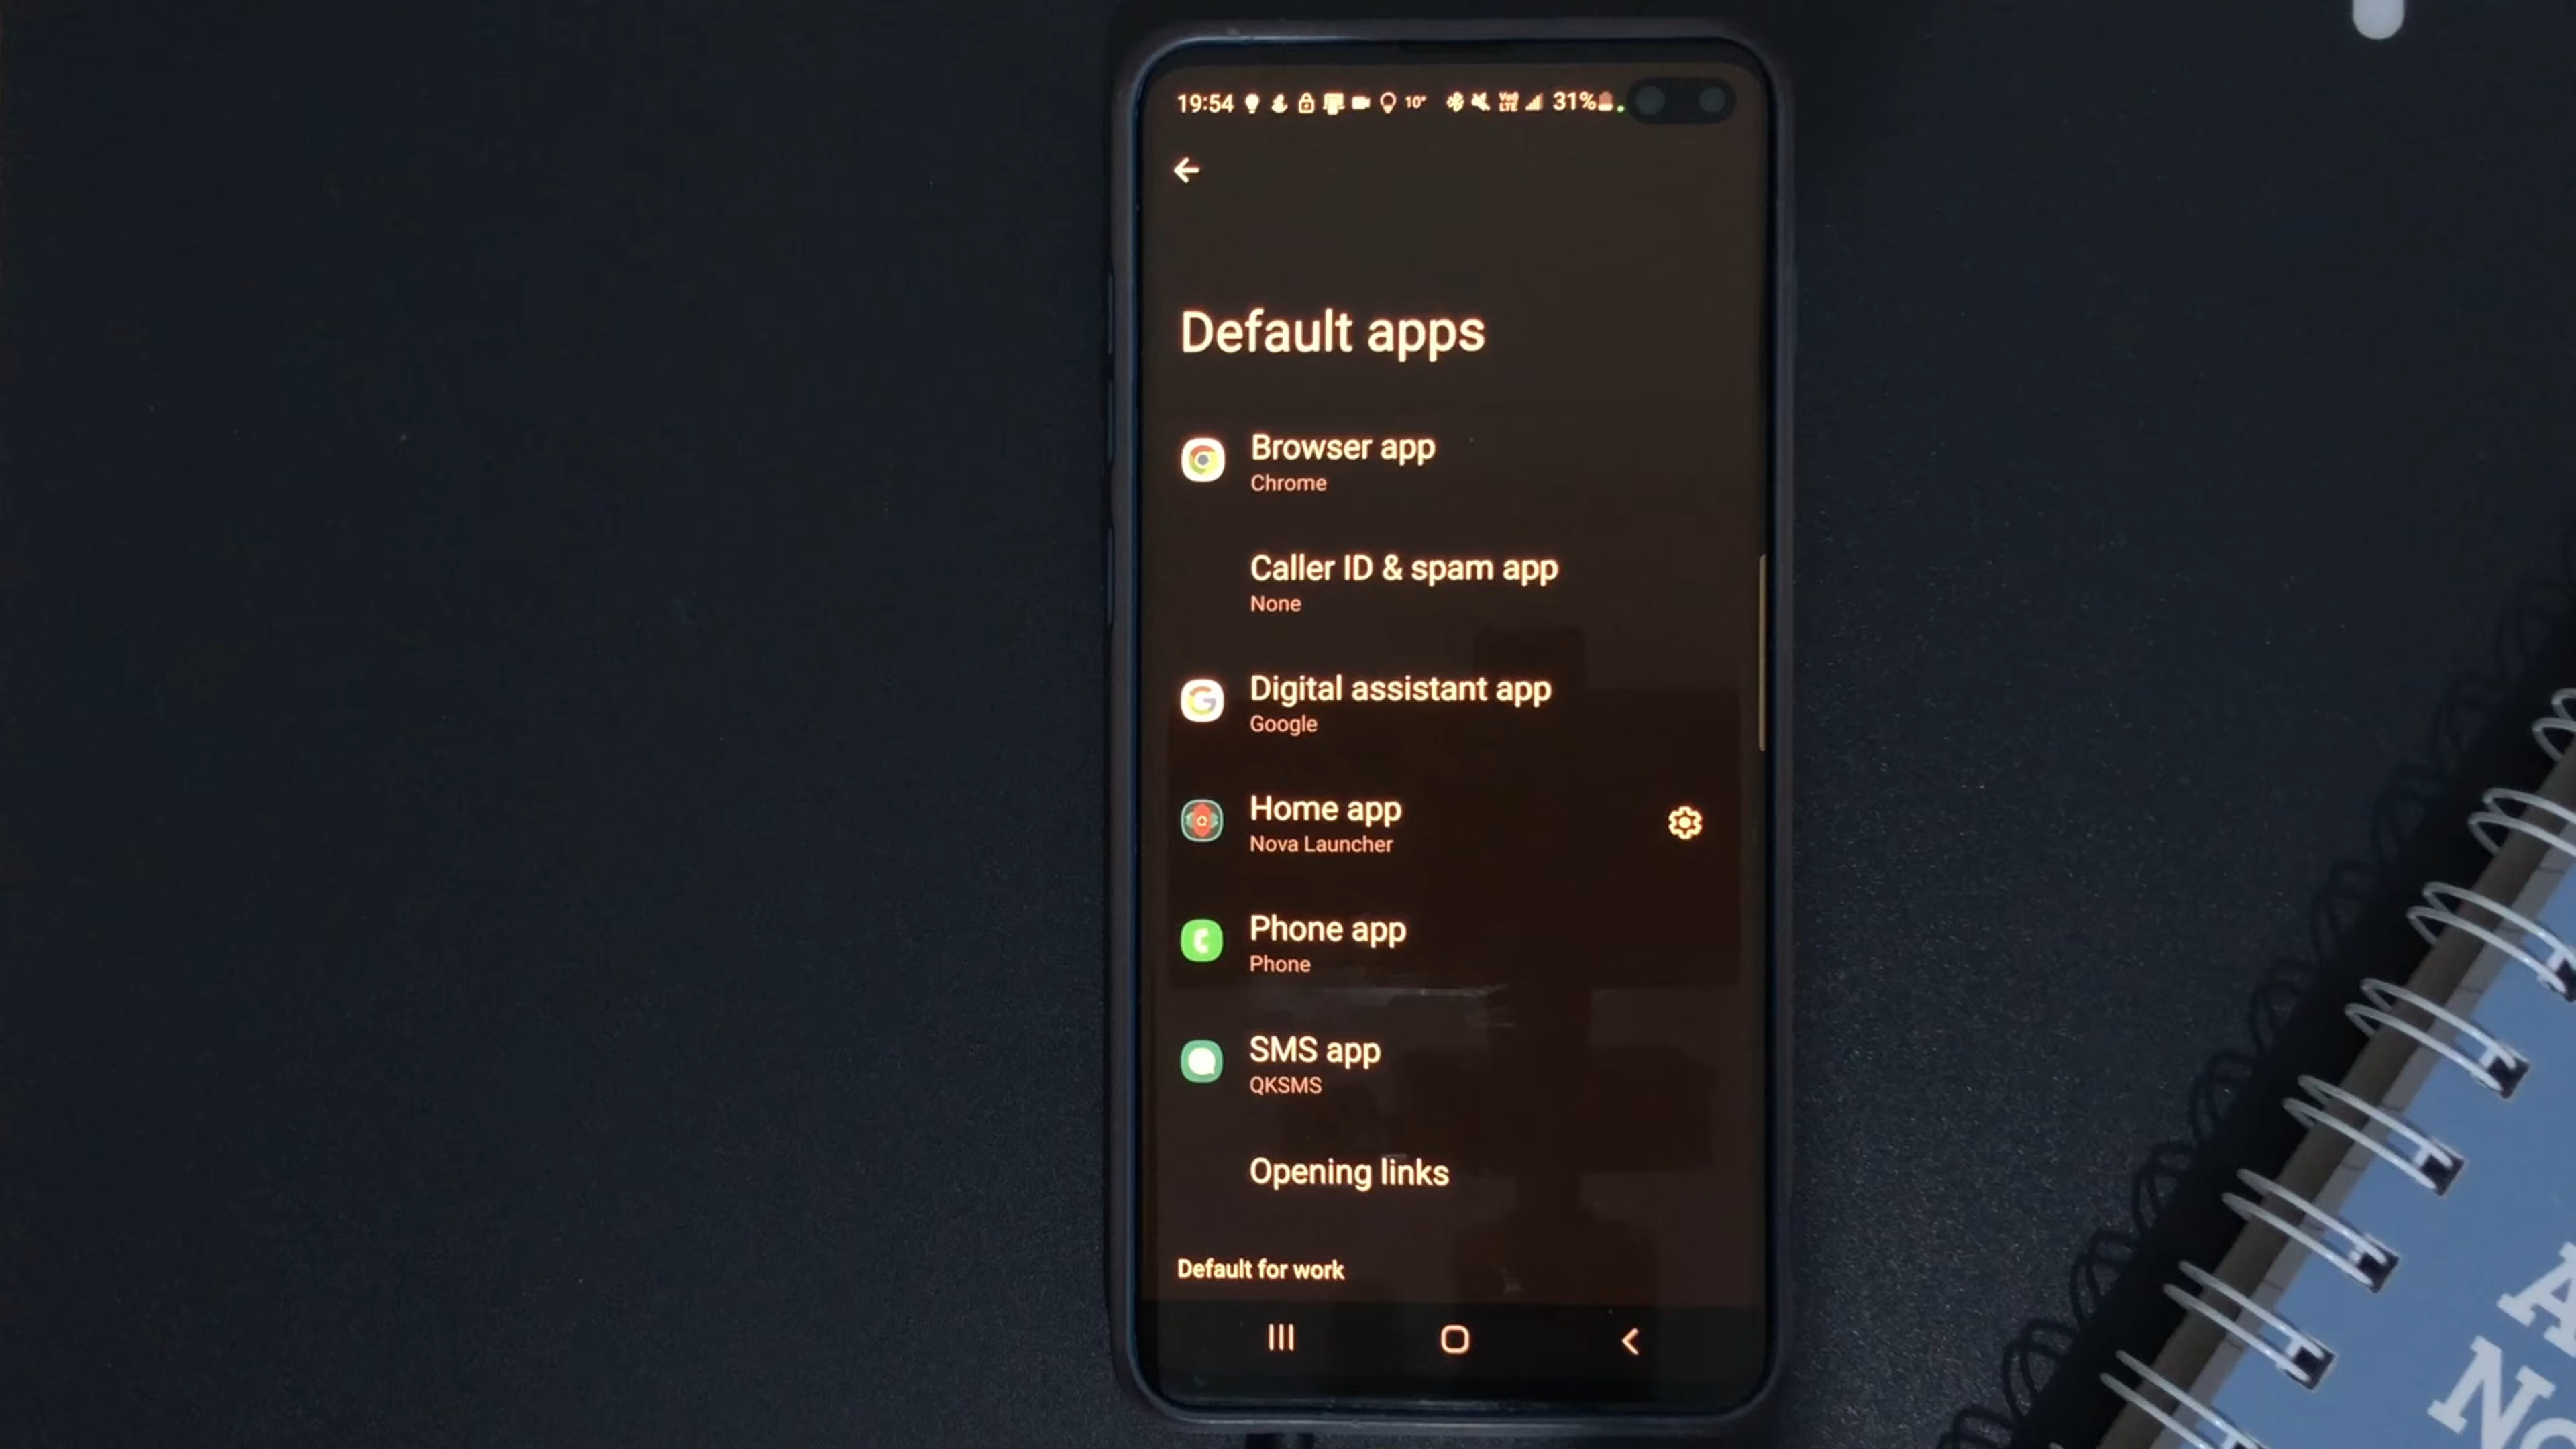 19:54 10° 31%
Default apps
Browser app
Chrome
Caller ID & spam app
None
Digital assistant app
Google
Home app
Nova Launcher
Phone app
Phone
SMS app
QKSMS
Opening links
Default for work